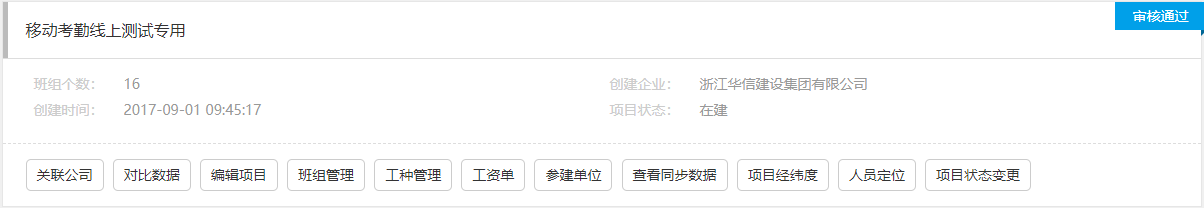 审核通过
移动考勤线上测试专用
班组个数： 16 创建企业： 浙江华信建设集团有限公司
创建时间： 2017-09-01 09:45:17 项目状态： 在建
关联公司 对比数据 编辑项目 班组管理 工种管理 工资单 参建单位 查看同步数据 项目经纬度 人员定位 项目状态变更